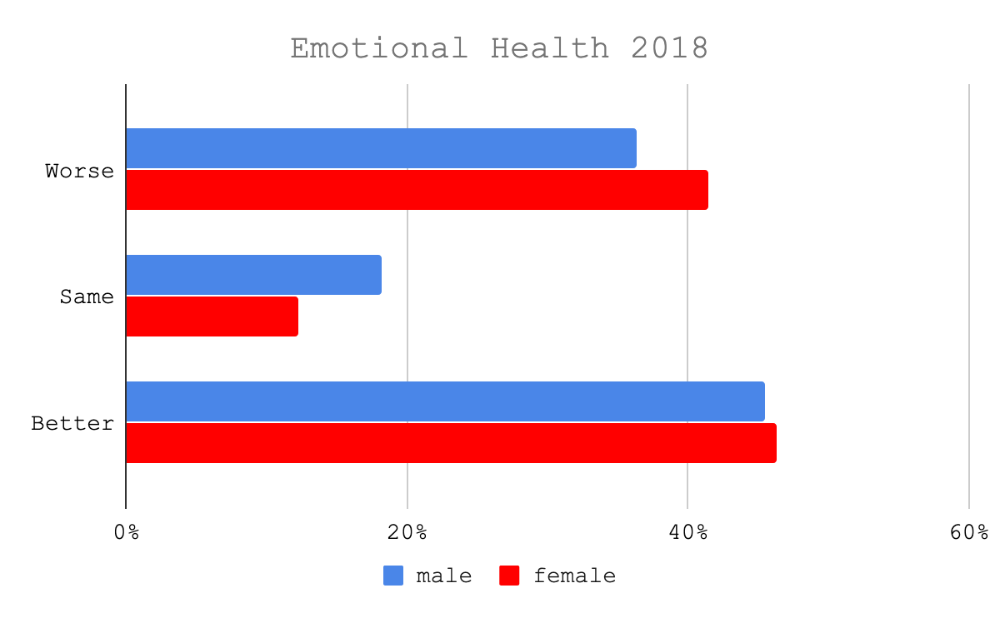 Emotional Health 2018
Worse
Same
Better
0% 20% 40% 60%
male female